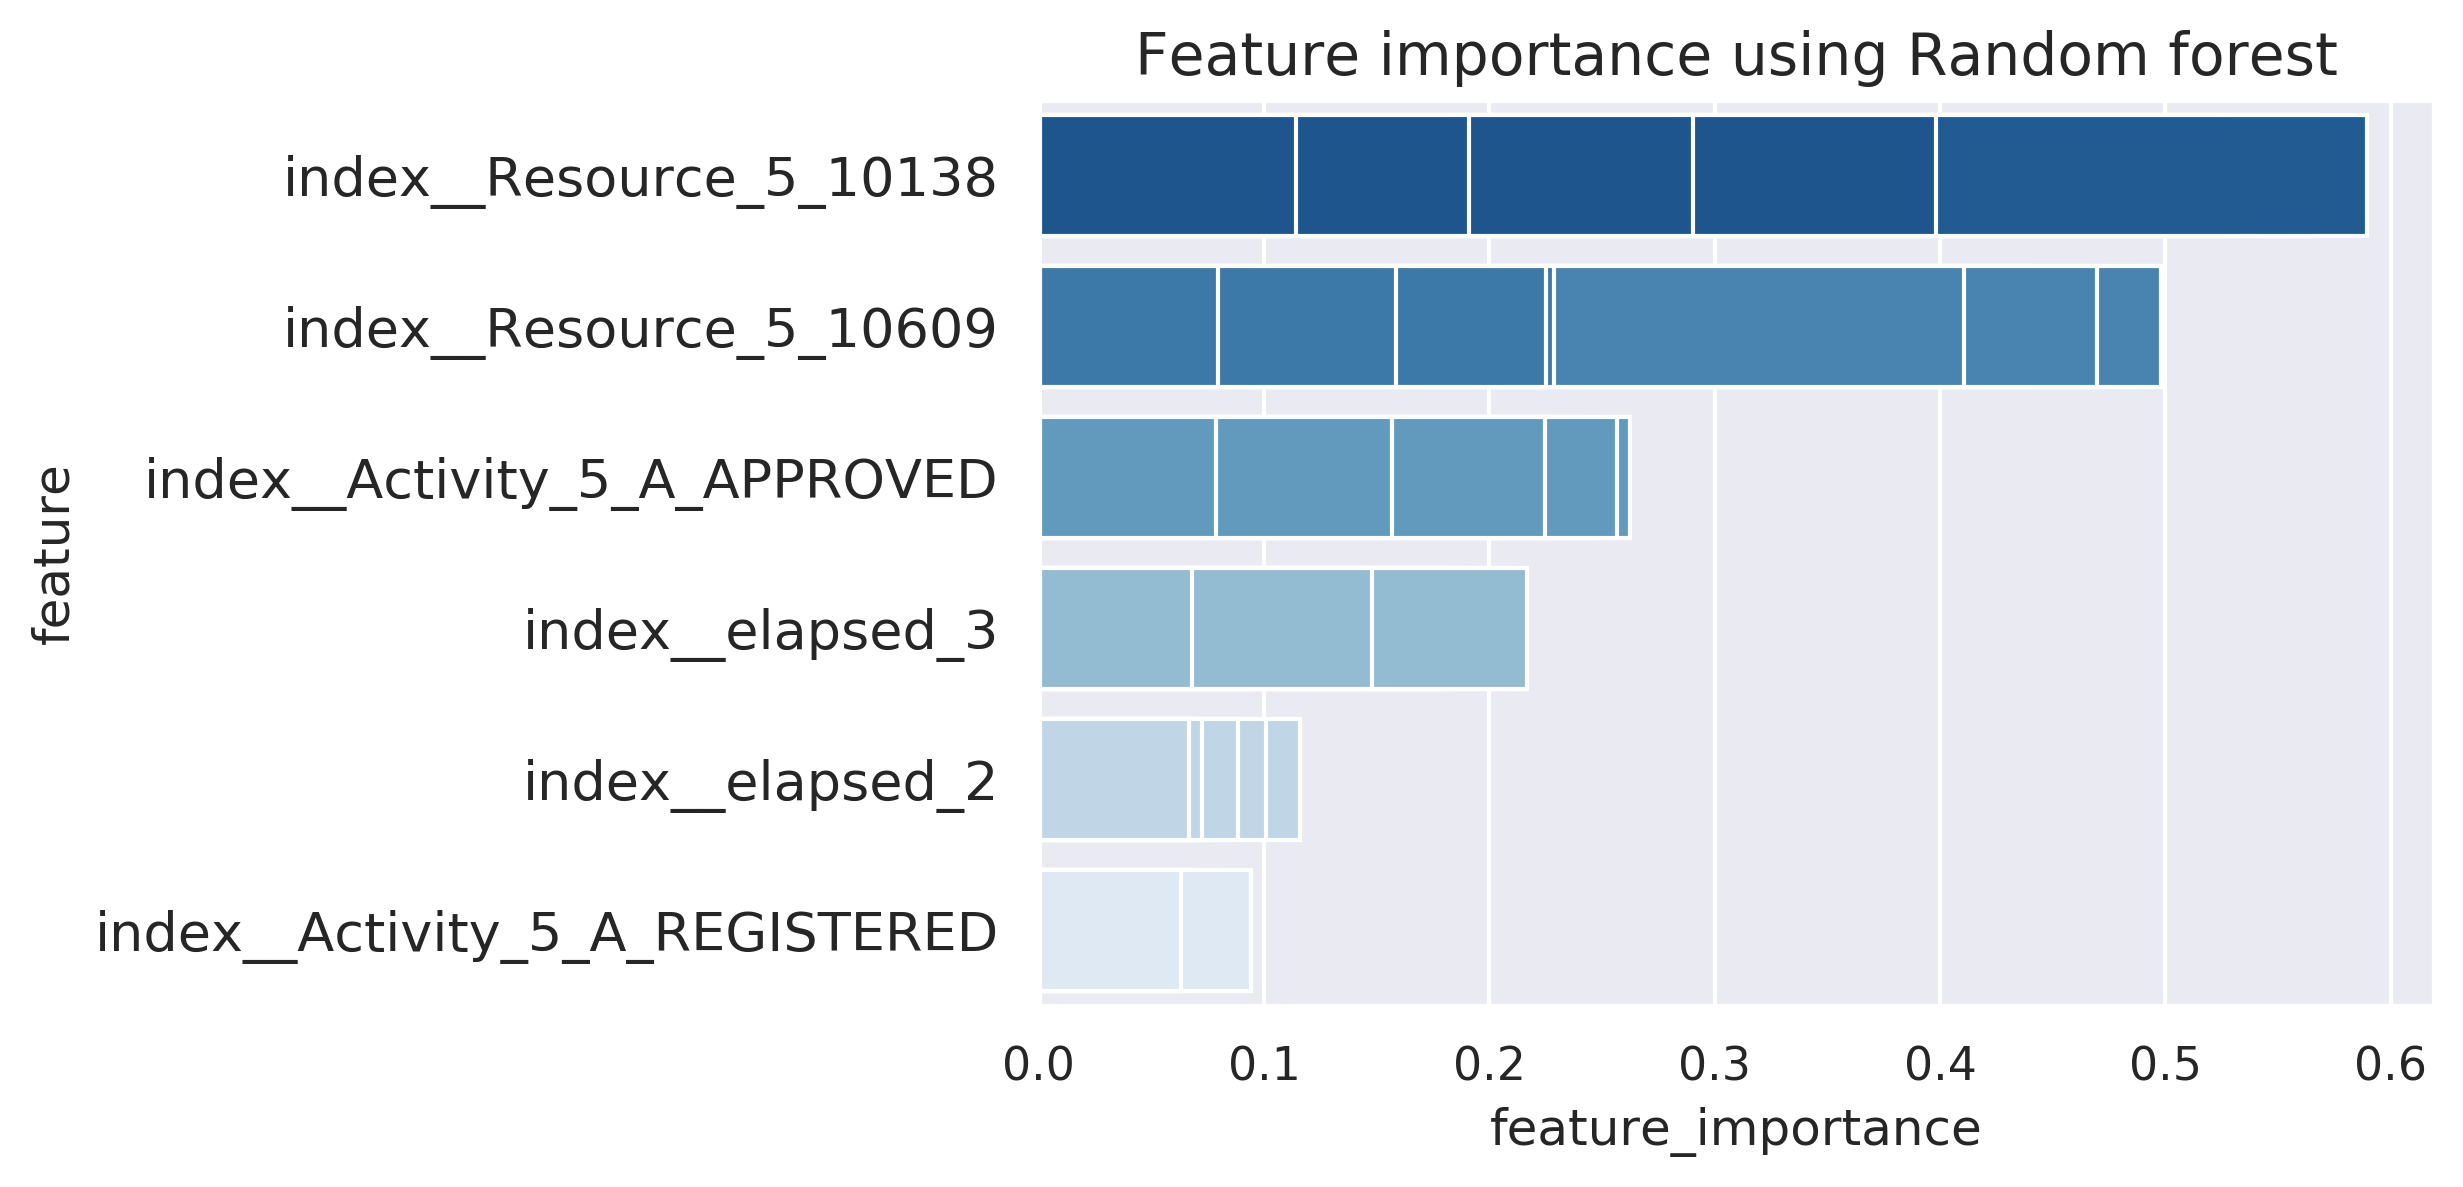 Feature importance using Random forest
index__Resource_5_10138
index__Resource_5_10609
index__Activity_5_A_APPROVED
index__elapsed_3
index__elapsed_2
index__Activity_5_A_REGISTERED
feature
0.0 0.1 0.2 0.3 0.4 0.5 0.6
feature_importance